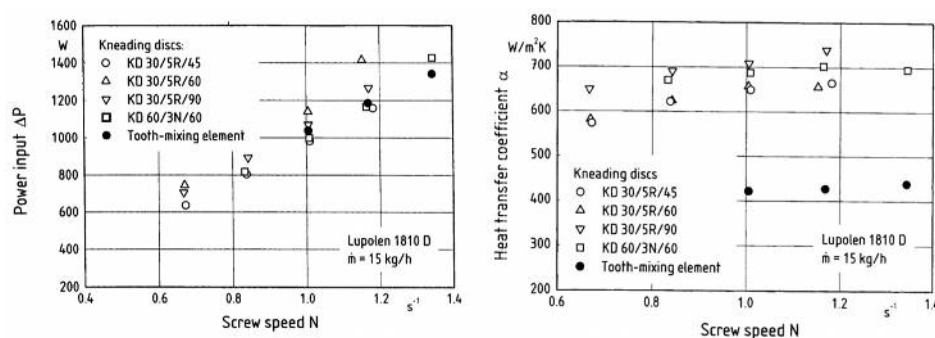 1600
W
1400
1200
1000
800
600
400
200
Power input ΔP
Kneading discs:
KD 30/5R/45
KD 30/5R/60
KD 30/5R/90
KD 60/3N/60
Tooth-mixing element
Lupolen 1810 D
ṁ = 15 kg/h
0.4 0.6 0.8 1.0 1.2 s⁻¹ 1.4
Screw speed N
800
W/m²K
700
600
500
400
300
200
Heat transfer coefficient α
Kneading discs
KD 30/5R/45
KD 30/5R/60
KD 30/5R/90
KD 60/3N/60
Tooth-mixing element
Lupolen 1810 D
ṁ = 15 kg/h
0.6 0.8 1.0 1.2 s⁻¹ 1.4
Screw speed N